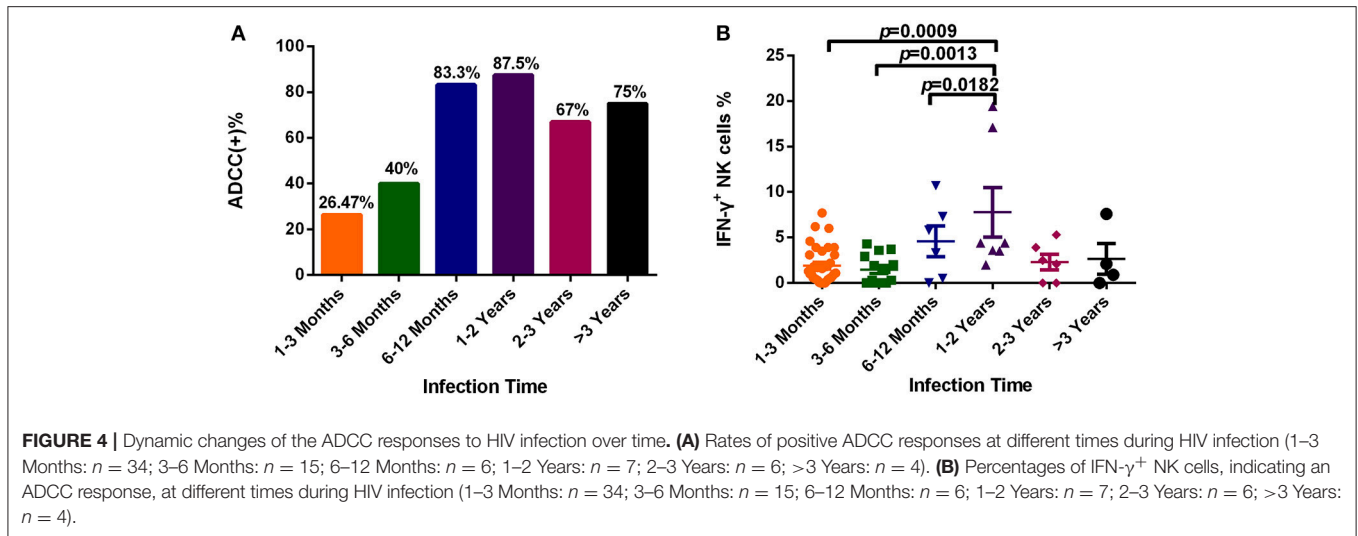 A
ADCC(+)%
100
80
60
40
20
0
26.47%
40%
83.3%
87.5%
67%
75%
1-3 Months
3-6 Months
6-12 Months
1-2 Years
2-3 Years
>3 Years
Infection Time
B
IFN-γ+ NK cells %
25
20
15
10
5
0
p=0.0009
p=0.0013
p=0.0182
1-3 Months
3-6 Months
6-12 Months
1-2 Years
2-3 Years
>3 Years
Infection Time
FIGURE 4 | Dynamic changes of the ADCC responses to HIV infection over time. (A) Rates of positive ADCC responses at different times during HIV infection (1–3
Months: n = 34; 3–6 Months: n = 15; 6–12 Months: n = 6; 1–2 Years: n = 7; 2–3 Years: n = 6; >3 Years: n = 4). (B) Percentages of IFN-γ+ NK cells, indicating an
ADCC response, at different times during HIV infection (1–3 Months: n = 34; 3–6 Months: n = 15; 6–12 Months: n = 6; 1–2 Years: n = 7; 2–3 Years: n = 6; >3 Years:
n = 4).